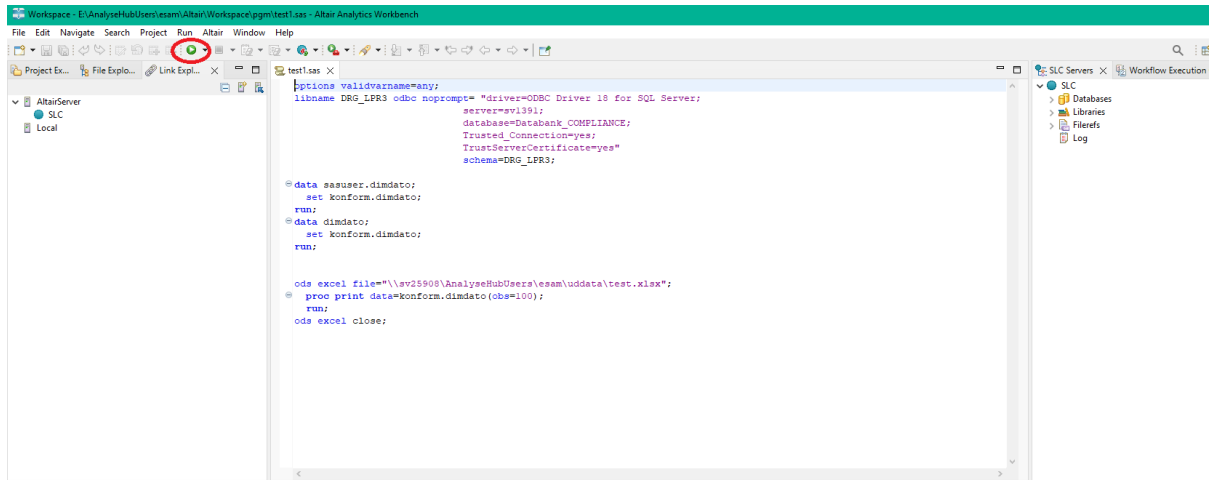 Workspace - E:\AnalyseHubUsers\esam\Altair\Workspace\pgm\test1.sas - Altair Analytics Workbench
File Edit Navigate Search Project Run Altair Window Help
Project Ex... File Explo... Link Expl...
AltairServer
SLC
Local
test1.sas
options validvarname=any;
libname DRG_LPR3 odbc noprompt= "driver=ODBC Driver 18 for SQL Server;
server=sv1391;
database=Databank_COMPLIANCE;
Trusted_Connection=yes;
TrustServerCertificate=yes"
schema=DRG_LPR3;
data sasuser.dimdato;
set konform.dimdato;
run;
data dimdato;
set konform.dimdato;
run;
ods excel file="\\sv25908\AnalyseHubUsers\esam\uddata\test.xlsx";
proc print data=konform.dimdato(obs=100);
run;
ods excel close;
SLC Servers Workflow Execution
SLC
Databases
Libraries
Filerefs
Log